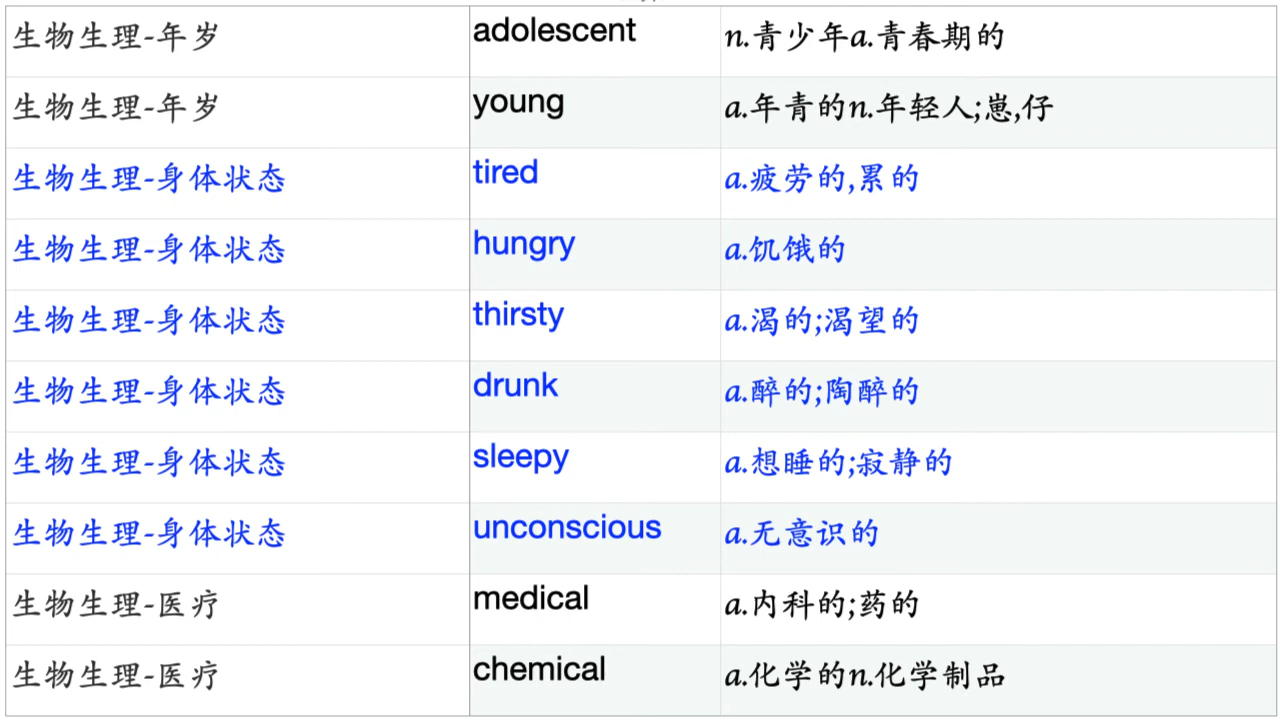 生物生理-年岁 adolescent n.青少年a.青春期的
生物生理-年岁 young a.年青的n.年轻人;崽,仔
生物生理-身体状态 tired a.疲劳的,累的
生物生理-身体状态 hungry a.饥饿的
生物生理-身体状态 thirsty a.渴的;渴望的
生物生理-身体状态 drunk a.醉的;陶醉的
生物生理-身体状态 sleepy a.想睡的;寂静的
生物生理-身体状态 unconscious a.无意识的
生物生理-医疗 medical a.内科的;药的
生物生理-医疗 chemical a.化学的n.化学制品